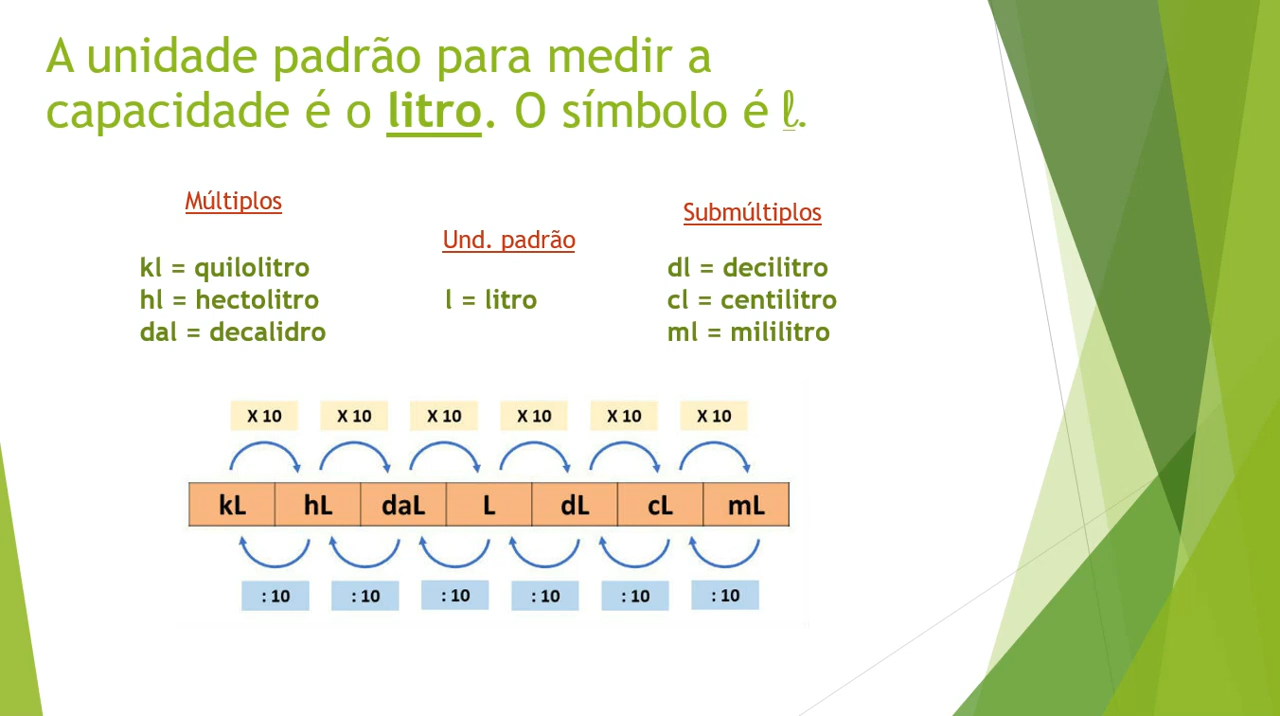 A unidade padrão para medir a
capacidade é o litro. O símbolo é ℓ.
Múltiplos
kl = quilolitro
hl = hectolitro
dal = decalidro
Und. padrão
l = litro
Submúltiplos
dl = decilitro
cl = centilitro
ml = mililitro
X 10 X 10 X 10 X 10 X 10 X 10
kL hL daL L dL cL mL
: 10 : 10 : 10 : 10 : 10 : 10